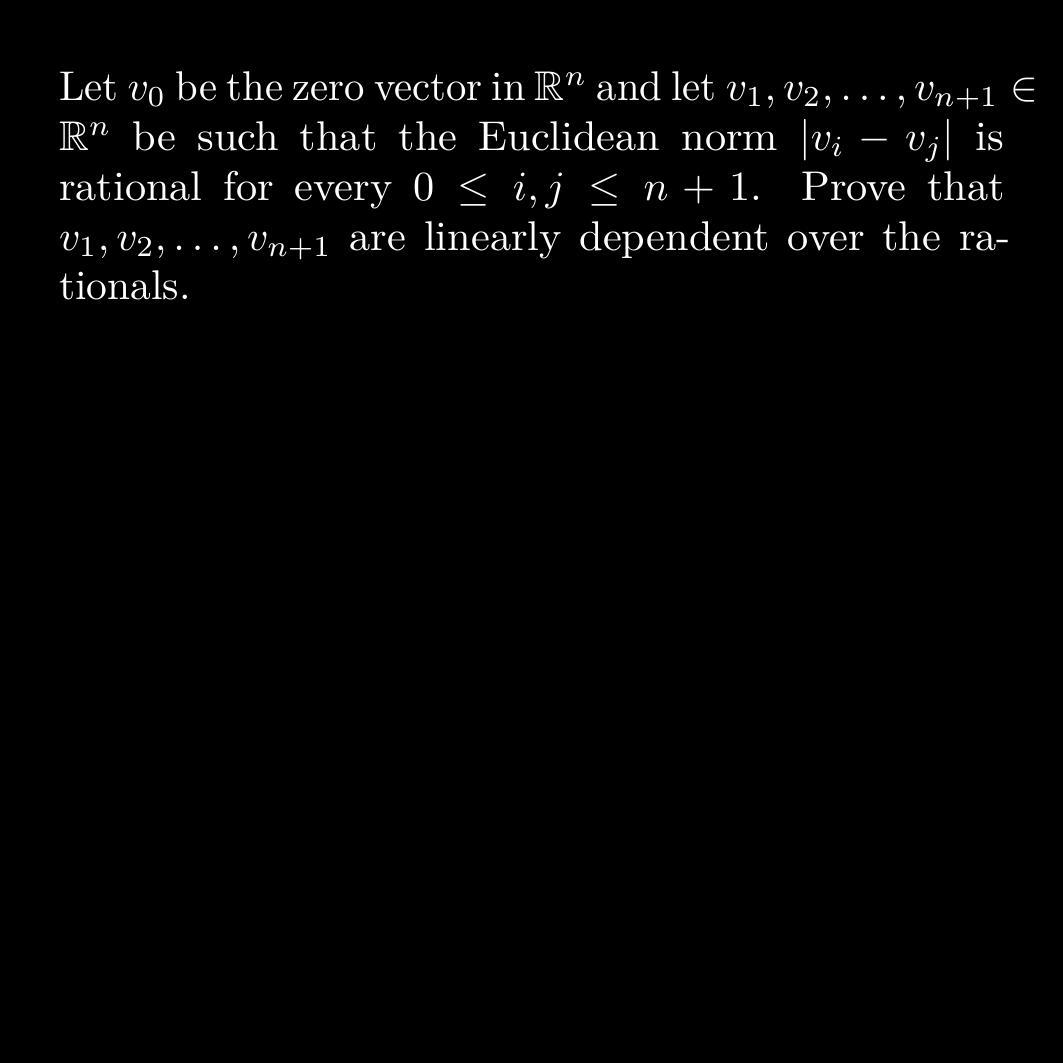 Let $v_0$ be the zero vector in $\mathbb{R}^n$ and let $v_1, v_2, \ldots, v_{n+1} \in$
$\mathbb{R}^n$ be such that the Euclidean norm $|v_i - v_j|$ is
rational for every $0 \leq i, j \leq n + 1$. Prove that
$v_1, v_2, \ldots, v_{n+1}$ are linearly dependent over the ra-
tionals.